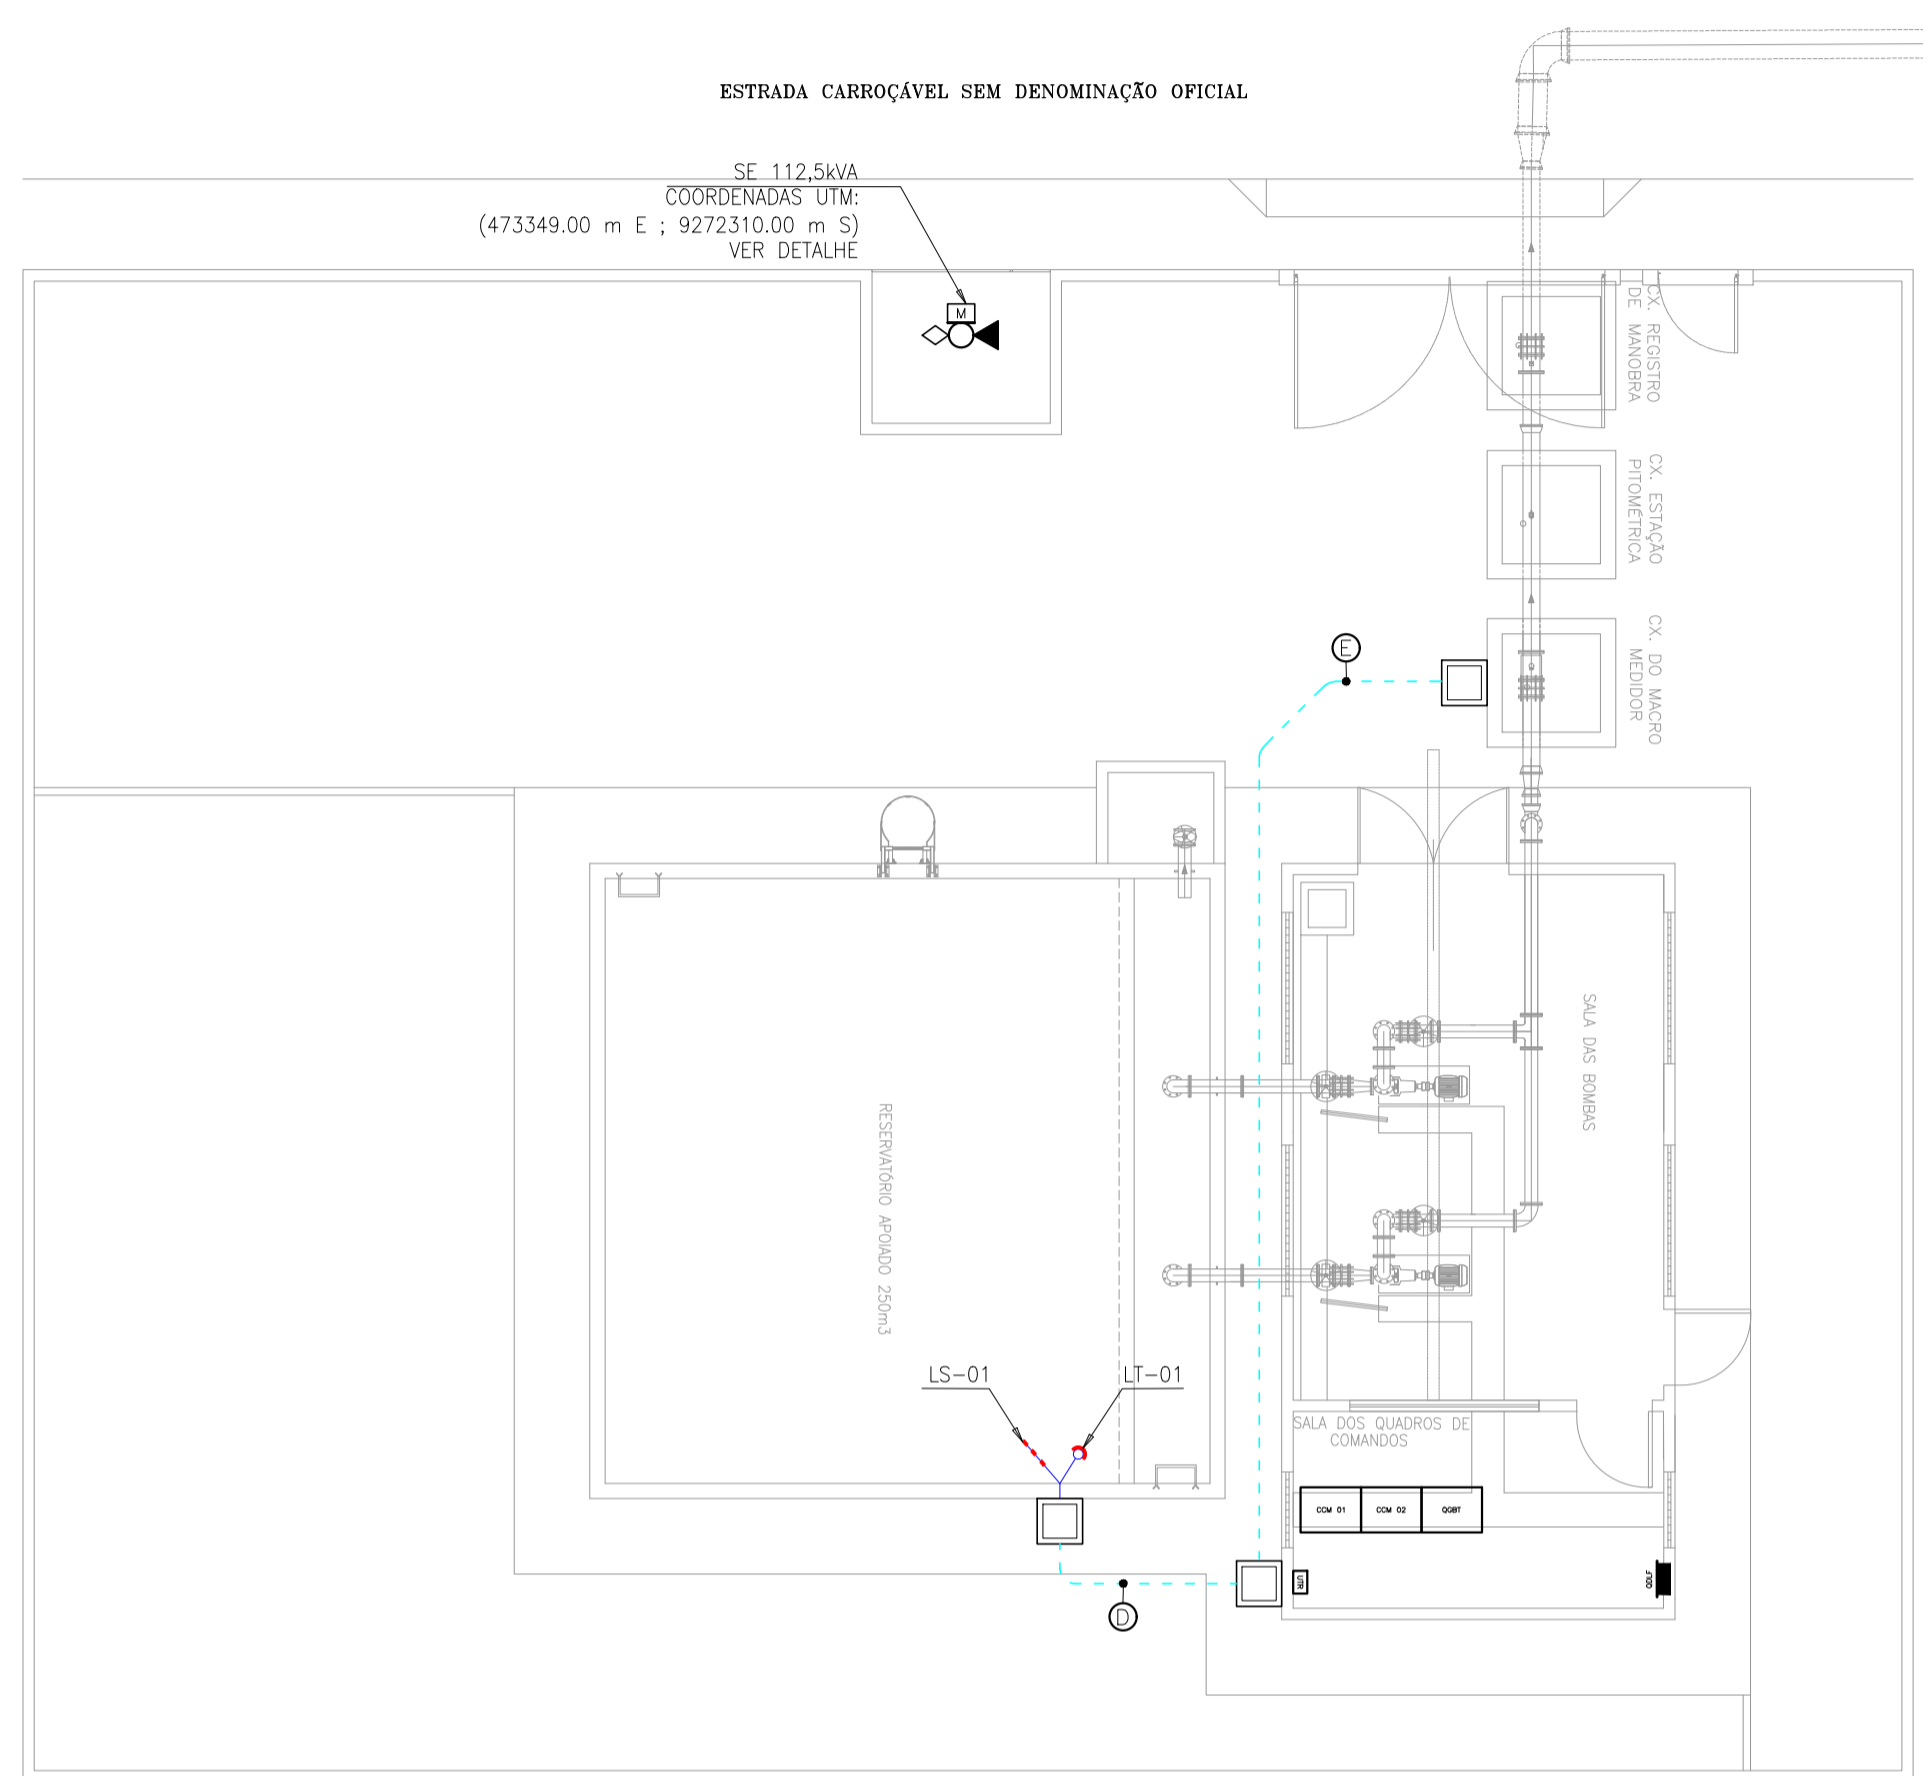 ESTRADA CARROÇÁVEL SEM DENOMINAÇÃO OFICIAL
SE 112,5kVA
COORDENADAS UTM:
(473349.00 m E ; 9272310.00 m S)
VER DETALHE
M
CX. REGISTRO
DE MANOBRA
CX. ESTAÇÃO
PITOMÉTRICA
CX. DO MACRO
MEDIDOR
E
SALA DAS BOMBAS
RESERVATÓRIO APOIADO 250m3
LS-01
LT-01
SALA DOS QUADROS DE
COMANDOS
CCM 01
CCM 02
QGBT
UTR
QDLF
D